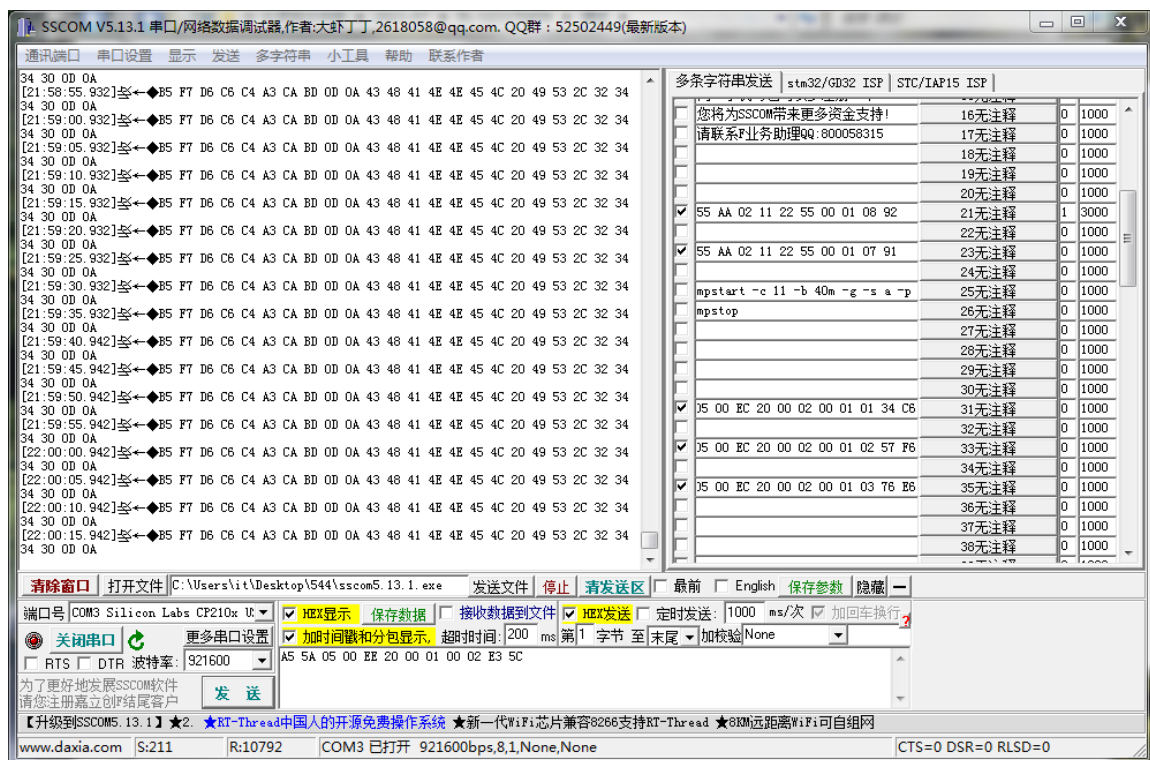 SSCOM V5.13.1 串口/网络数据调试器,作者:大虾丁丁,2618058@qq.com. QQ群：52502449(最新版本)
通讯端口 串口设置 显示 发送 多字符串 小工具 帮助 联系作者
34 30 0D 0A
[21:58:55.932]收←◆B5 F7 D6 C6 C4 A3 CA BD 0D 0A 43 48 41 4E 4E 45 4C 20 49 53 2C 32 34
34 30 0D 0A
[21:59:00.932]收←◆B5 F7 D6 C6 C4 A3 CA BD 0D 0A 43 48 41 4E 4E 45 4C 20 49 53 2C 32 34
34 30 0D 0A
[21:59:05.932]收←◆B5 F7 D6 C6 C4 A3 CA BD 0D 0A 43 48 41 4E 4E 45 4C 20 49 53 2C 32 34
34 30 0D 0A
[21:59:10.932]收←◆B5 F7 D6 C6 C4 A3 CA BD 0D 0A 43 48 41 4E 4E 45 4C 20 49 53 2C 32 34
34 30 0D 0A
[21:59:15.932]收←◆B5 F7 D6 C6 C4 A3 CA BD 0D 0A 43 48 41 4E 4E 45 4C 20 49 53 2C 32 34
34 30 0D 0A
[21:59:20.932]收←◆B5 F7 D6 C6 C4 A3 CA BD 0D 0A 43 48 41 4E 4E 45 4C 20 49 53 2C 32 34
34 30 0D 0A
[21:59:25.932]收←◆B5 F7 D6 C6 C4 A3 CA BD 0D 0A 43 48 41 4E 4E 45 4C 20 49 53 2C 32 34
34 30 0D 0A
[21:59:30.932]收←◆B5 F7 D6 C6 C4 A3 CA BD 0D 0A 43 48 41 4E 4E 45 4C 20 49 53 2C 32 34
34 30 0D 0A
[21:59:35.932]收←◆B5 F7 D6 C6 C4 A3 CA BD 0D 0A 43 48 41 4E 4E 45 4C 20 49 53 2C 32 34
34 30 0D 0A
[21:59:40.942]收←◆B5 F7 D6 C6 C4 A3 CA BD 0D 0A 43 48 41 4E 4E 45 4C 20 49 53 2C 32 34
34 30 0D 0A
[21:59:45.942]收←◆B5 F7 D6 C6 C4 A3 CA BD 0D 0A 43 48 41 4E 4E 45 4C 20 49 53 2C 32 34
34 30 0D 0A
[21:59:50.942]收←◆B5 F7 D6 C6 C4 A3 CA BD 0D 0A 43 48 41 4E 4E 45 4C 20 49 53 2C 32 34
34 30 0D 0A
[21:59:55.942]收←◆B5 F7 D6 C6 C4 A3 CA BD 0D 0A 43 48 41 4E 4E 45 4C 20 49 53 2C 32 34
34 30 0D 0A
[22:00:00.942]收←◆B5 F7 D6 C6 C4 A3 CA BD 0D 0A 43 48 41 4E 4E 45 4C 20 49 53 2C 32 34
34 30 0D 0A
[22:00:05.942]收←◆B5 F7 D6 C6 C4 A3 CA BD 0D 0A 43 48 41 4E 4E 45 4C 20 49 53 2C 32 34
34 30 0D 0A
[22:00:10.942]收←◆B5 F7 D6 C6 C4 A3 CA BD 0D 0A 43 48 41 4E 4E 45 4C 20 49 53 2C 32 34
34 30 0D 0A
[22:00:15.942]收←◆B5 F7 D6 C6 C4 A3 CA BD 0D 0A 43 48 41 4E 4E 45 4C 20 49 53 2C 32 34
34 30 0D 0A
多条字符串发送 stm32/GD32 ISP STC/IAP15 ISP
您将为SSCOM带来更多资金支持! 16无注释 0 1000
请联系F业务助理QQ:800058315 17无注释 0 1000
18无注释 0 1000
19无注释 0 1000
20无注释 0 1000
55 AA 02 11 22 55 00 01 08 92 21无注释 1 3000
22无注释 0 1000
55 AA 02 11 22 55 00 01 07 91 23无注释 0 1000
24无注释 0 1000
mpstart -c 11 -b 40m -g -s a -p 25无注释 0 1000
mpstop 26无注释 0 1000
27无注释 0 1000
28无注释 0 1000
29无注释 0 1000
30无注释 0 1000
05 00 EC 20 00 02 00 01 01 34 C6 31无注释 0 1000
32无注释 0 1000
05 00 EC 20 00 02 00 01 02 57 F6 33无注释 0 1000
34无注释 0 1000
05 00 EC 20 00 02 00 01 03 76 E6 35无注释 0 1000
36无注释 0 1000
37无注释 0 1000
38无注释 0 1000
清除窗口 打开文件 C:\Users\it\Desktop\544\sscom5.13.1.exe 发送文件 停止 清发送区 最前 English 保存参数 隐藏 —
端口号 COM3 Silicon Labs CP210x U HEX显示 保存数据 接收数据到文件 HEX发送 定时发送: 1000 ms/次 加回车换行
关闭串口 更多串口设置 加时间戳和分包显示, 超时时间: 200 ms 第1 字节 至 末尾 加校验 None
RTS DTR 波特率: 921600 A5 5A 05 00 EE 20 00 01 00 02 E3 5C
为了更好地发展SSCOM软件
请您注册嘉立创F结尾客户
发 送
【升级到SSCOM5.13.1】★2. ★RT-Thread中国人的开源免费操作系统 ★新一代WiFi芯片兼容8266支持RT-Thread ★8KM远距离WiFi可自组网
www.daxia.com S:211 R:10792 COM3 已打开 921600bps,8,1,None,None CTS=0 DSR=0 RLSD=0